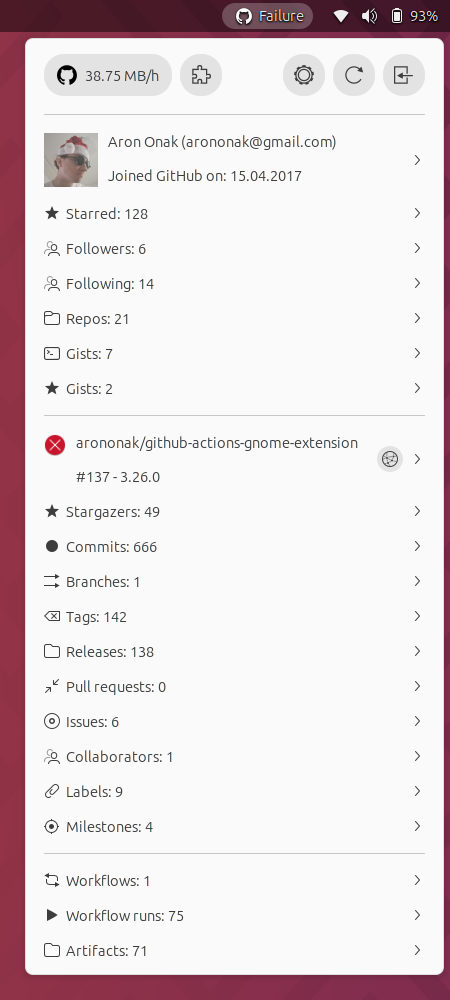 Failure
93%
38.75 MB/h
Aron Onak (arononak@gmail.com)
Joined GitHub on: 15.04.2017
Starred: 128
Followers: 6
Following: 14
Repos: 21
Gists: 7
Gists: 2
arononak/github-actions-gnome-extension
#137 - 3.26.0
Stargazers: 49
Commits: 666
Branches: 1
Tags: 142
Releases: 138
Pull requests: 0
Issues: 6
Collaborators: 1
Labels: 9
Milestones: 4
Workflows: 1
Workflow runs: 75
Artifacts: 71